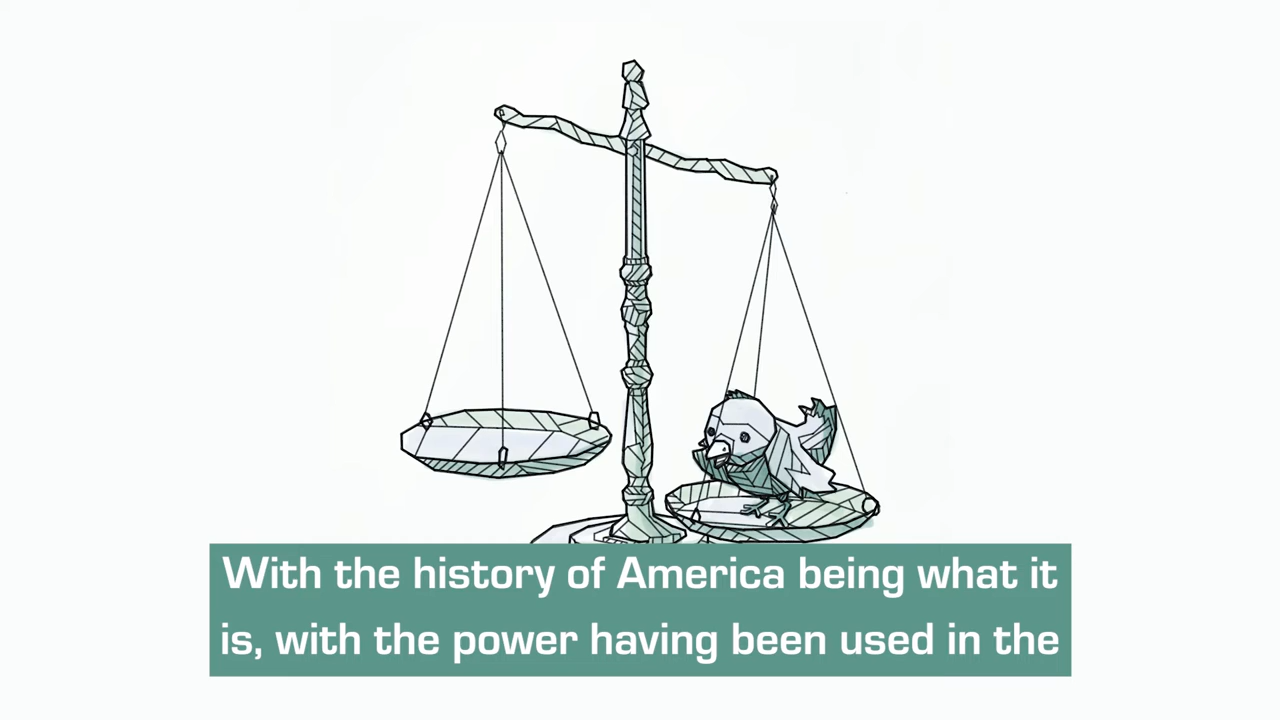 With the history of America being what it
is, with the power having been used in the